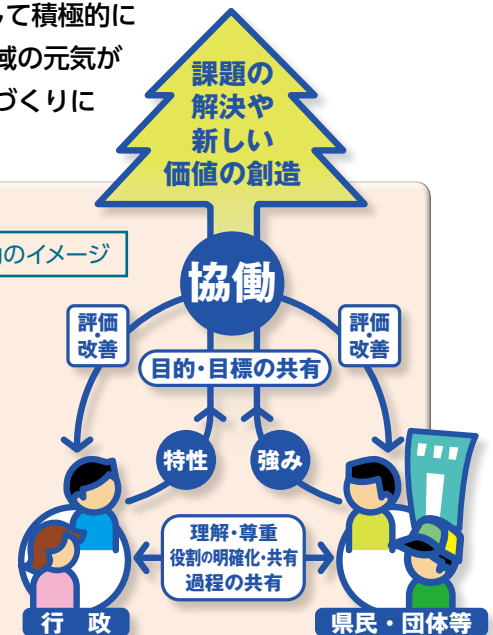 して積極的に
域の元気が
づくりに
課題の
解決や
新しい
価値の創造
のイメージ
協働
評価・
改善
評価・
改善
目的・目標の共有
特性
強み
理解・尊重
役割の明確化・共有
過程の共有
行 政
県民・団体等